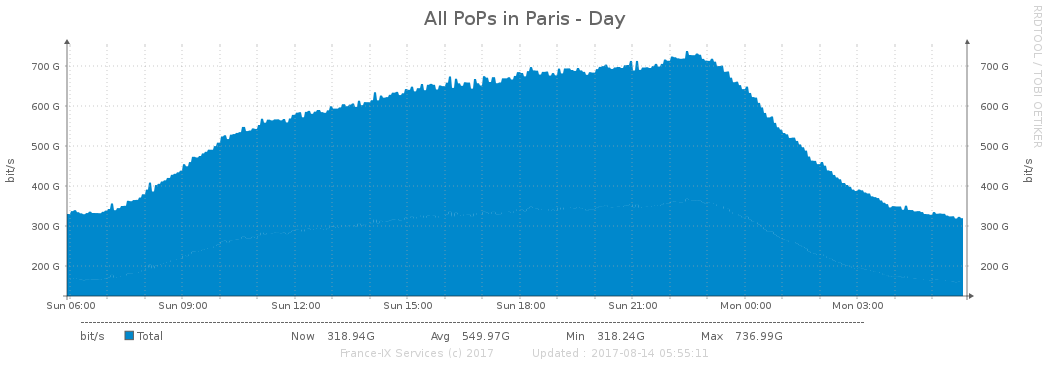 All PoPs in Paris - Day
RRDTOOL / TOBI OETIKER
bit/s
700 G 700 G
600 G 600 G
500 G 500 G
400 G 400 G
300 G 300 G
200 G 200 G
bit/s
Sun 06:00 Sun 09:00 Sun 12:00 Sun 15:00 Sun 18:00 Sun 21:00 Mon 00:00 Mon 03:00
bit/s Total Now 318.94G Avg 549.97G Min 318.24G Max 736.99G
France-IX Services (c) 2017 Updated : 2017-08-14 05:55:11